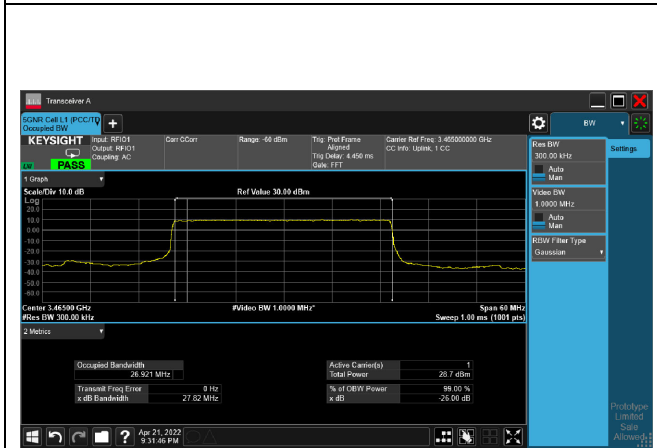 Transceiver A
5GNR Cell L1 (PCC/TD
Occupied BW
+
BW
KEYSIGHT
PASS
Input: RFIO1
Output: RFIO1
Coupling: AC
Carr CCorr
Range: -60 dBm
Trig: Prot Frame
Aligned
Trig Delay: 4.450 ms
Gate: FFT
Carrier Ref Freq: 3.465000000 GHz
CC Info: Uplink, 1 CC
1 Graph
Scale/Div 10.0 dB
Ref Value 30.00 dBm
Log
20.0
10.0
0.00
-10.0
-20.0
-30.0
-40.0
-50.0
-60.0
Center 3.46500 GHz
#Video BW 1.0000 MHz*
Span 60 MHz
#Res BW 300.00 kHz
Sweep 1.00 ms (1001 pts)
2 Metrics
Occupied Bandwidth
26.921 MHz
Active Carrier(s) 1
Total Power 28.7 dBm
Transmit Freq Error 0 Hz
x dB Bandwidth 27.82 MHz
% of OBW Power 99.00 %
x dB -26.00 dB
Res BW
300.00 kHz
Auto
Man
Video BW
1.0000 MHz
Auto
Man
RBW Filter Type
Gaussian
Settings
Prototype
Limited
Sale
Allowed
?
Apr 21, 2022
9:31:46 PM